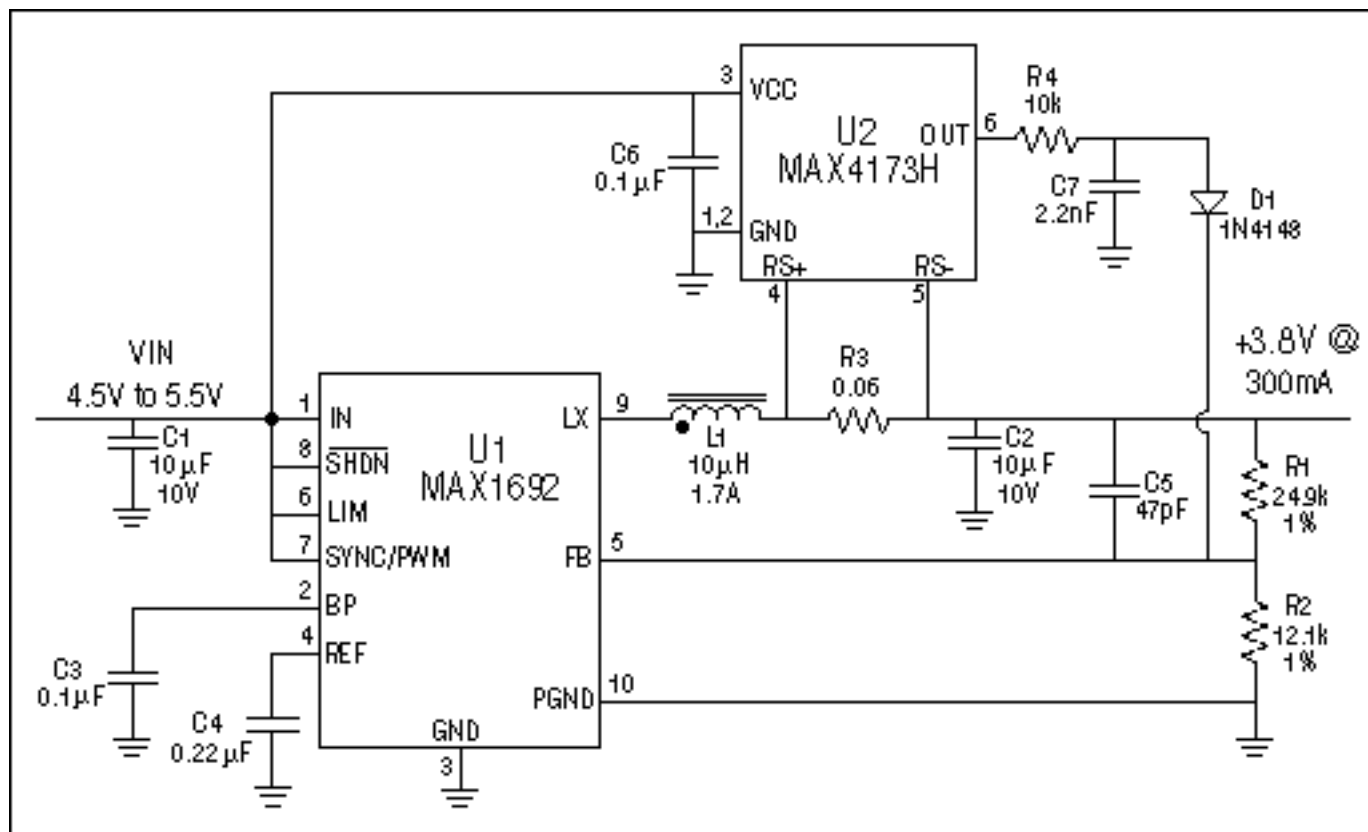 3
VCC
U2
MAX4173H
OUT
6
R4
10k
C6
0.1µF
1,2
GND
RS+
4
RS-
5
C7
2.2nF
D1
1N4148
VIN
4.5V to 5.5V
+3.8V @
300mA
R3
0.06
1
IN
LX
9
C1
10µF
10V
8
SHDN
U1
MAX1692
L1
10µH
1.7A
C2
10µF
10V
C5
47pF
R1
24.9k
1%
6
LIM
7
SYNC/PWM
FB
5
2
BP
4
REF
R2
12.1k
1%
C3
0.1µF
C4
0.22µF
PGND
10
GND
3